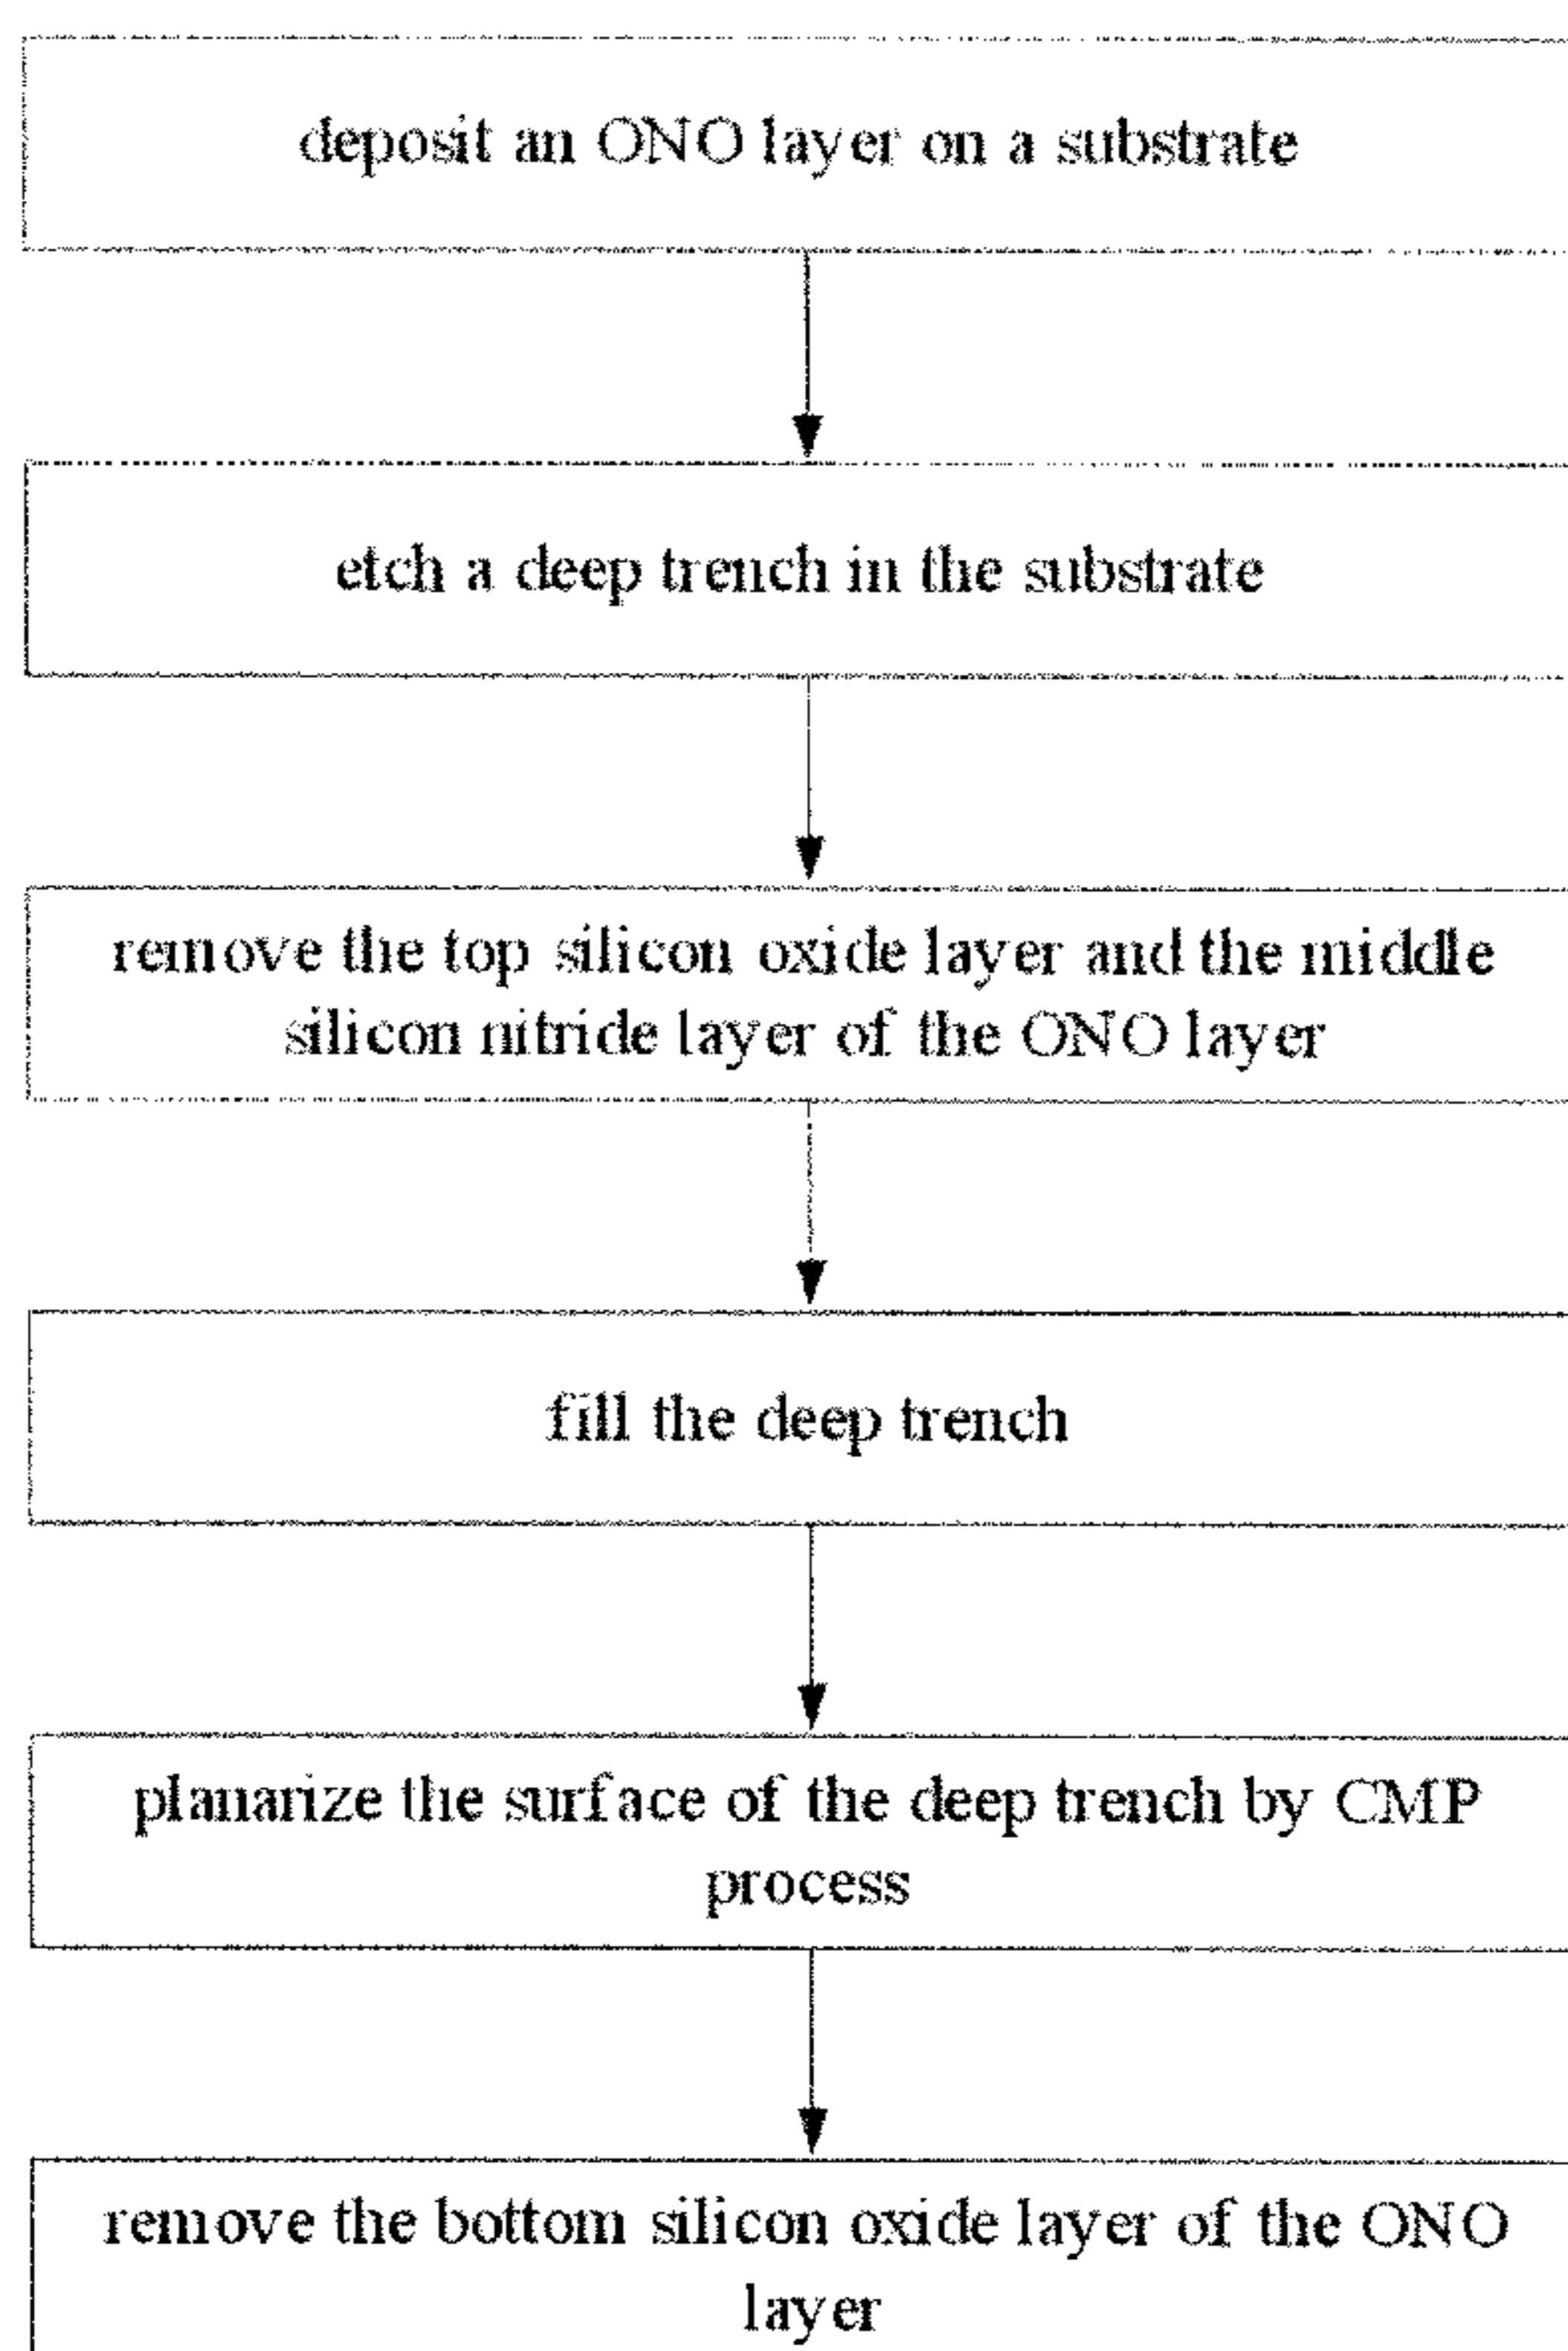 deposit an ONO layer on a substrate
etch a deep trench in the substrate
remove the top silicon oxide layer and the middle
silicon nitride layer of the ONO layer
fill the deep trench
planarize the surface of the deep trench by CMP
process
remove the bottom silicon oxide layer of the ONO
layer